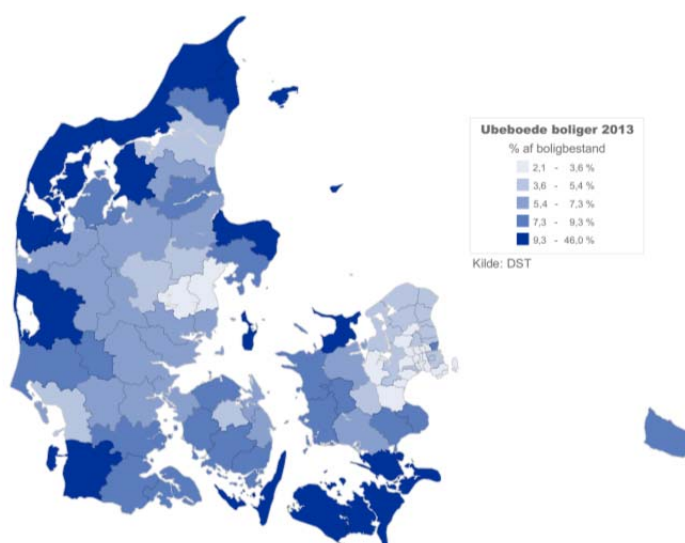 Ubeboede boliger 2013
% af boligbestand
2,1 - 3,6 %
3,6 - 5,4 %
5,4 - 7,3 %
7,3 - 9,3 %
9,3 - 46,0 %
Kilde: DST